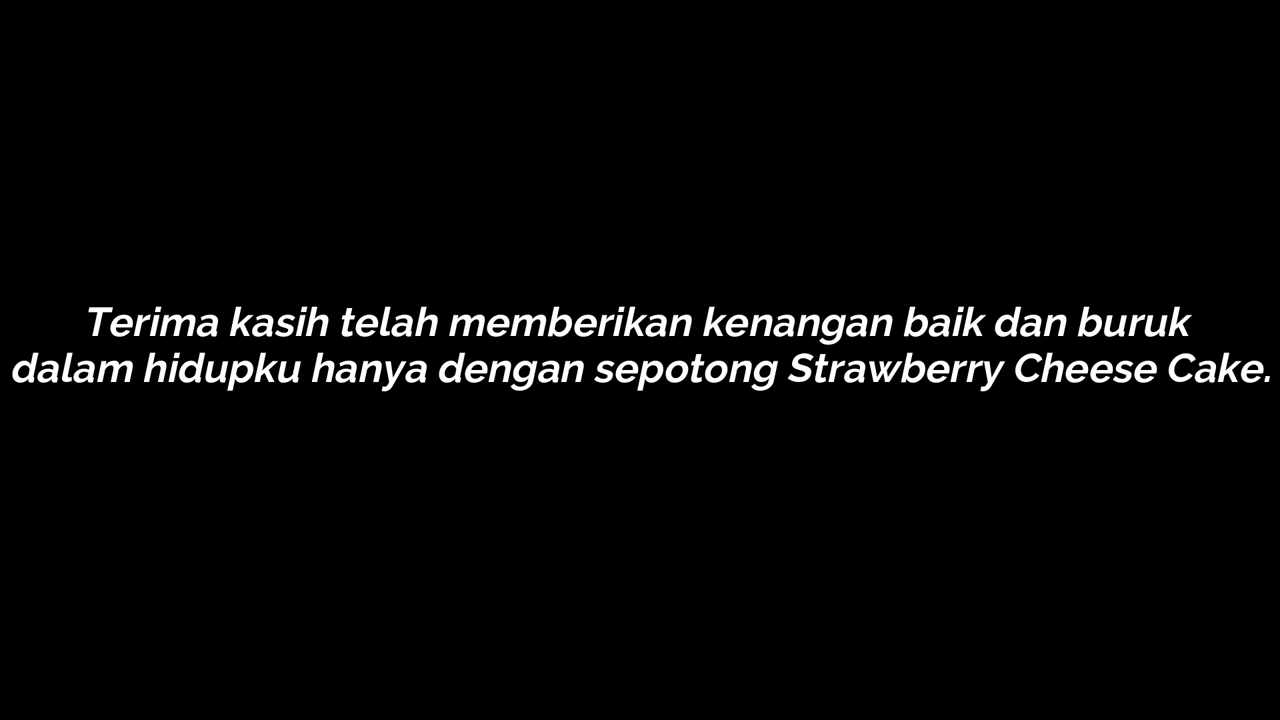 Terima kasih telah memberikan kenangan baik dan buruk
dalam hidupku hanya dengan sepotong Strawberry Cheese Cake.